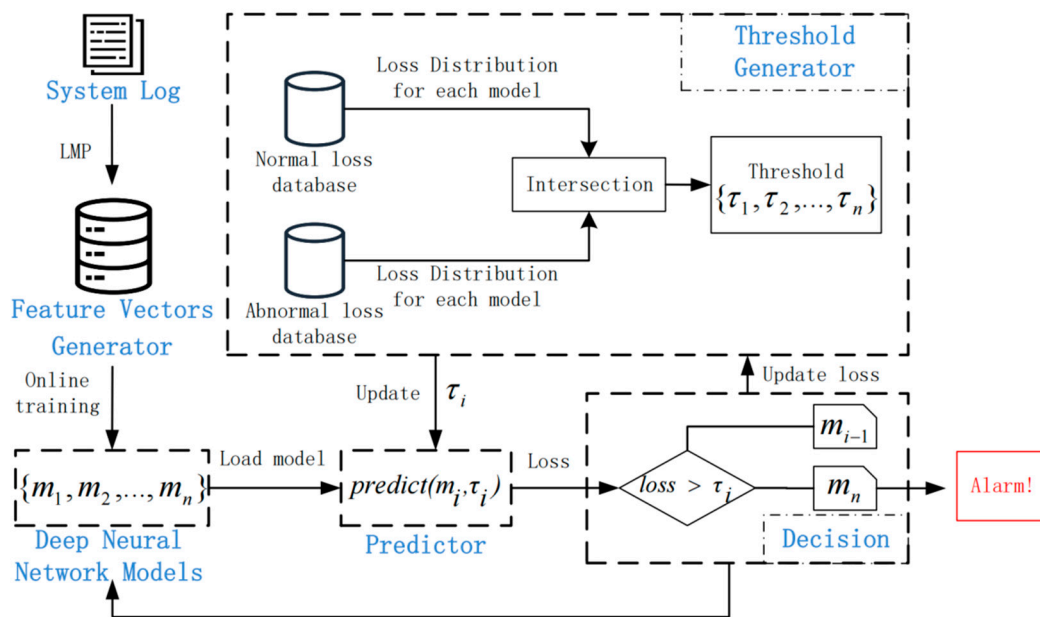 System Log
LMP
Feature Vectors
Generator
Online
training
{m₁, m₂, ..., mₙ}
Deep Neural
Network Models
Threshold
Generator
Loss Distribution
for each model
Normal loss
database
Intersection
Threshold
{τ₁, τ₂, ..., τₙ}
Loss Distribution
for each model
Abnormal loss
database
Update τᵢ
Update loss
Load model
predict(mᵢ,τᵢ)
Predictor
Loss
loss > τᵢ
mᵢ₋₁
mₙ
Decision
Alarm!